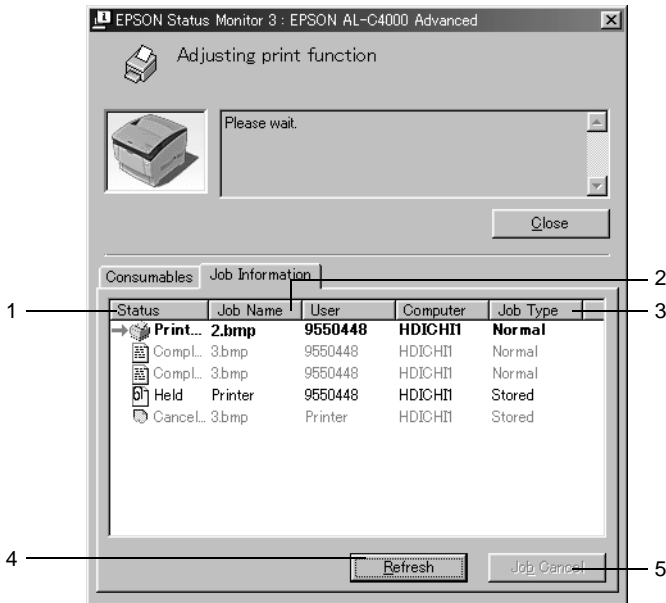 EPSON Status Monitor 3 : EPSON AL-C4000 Advanced
Adjusting print function
Please wait.
Close
Consumables Job Information
2
1
Status Job Name User Computer Job Type
3
Print... 2.bmp 9550448 HDICHI1 Normal
Compl... 3.bmp 9550448 HDICHI1 Normal
Compl... 3.bmp 9550448 HDICHI1 Normal
Held Printer 9550448 HDICHI1 Stored
Cancel... 3.bmp Printer HDICHI1 Stored
4
Refresh Job Cancel
5